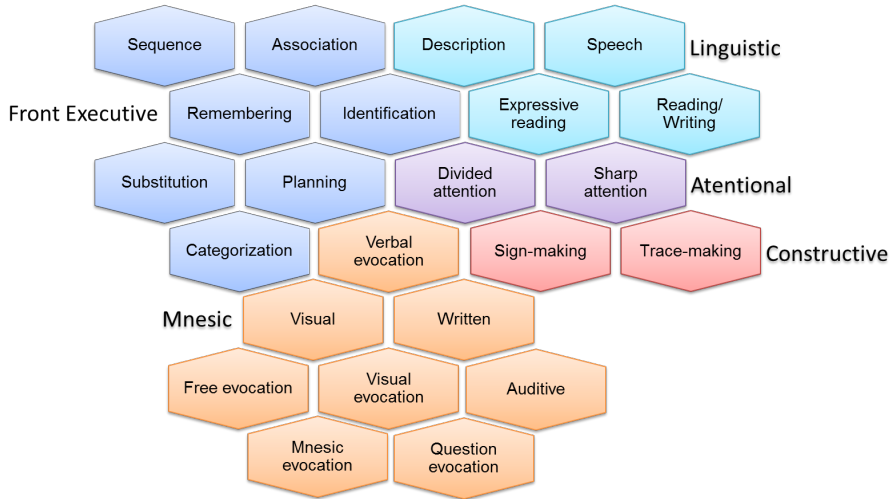 Sequence
Association
Description
Speech
Linguistic
Front Executive
Remembering
Identification
Expressive
reading
Reading/
Writing
Substitution
Planning
Divided
attention
Sharp
attention
Atentional
Categorization
Verbal
evocation
Sign-making
Trace-making
Constructive
Mnesic
Visual
Written
Free evocation
Visual
evocation
Auditive
Mnesic
evocation
Question
evocation